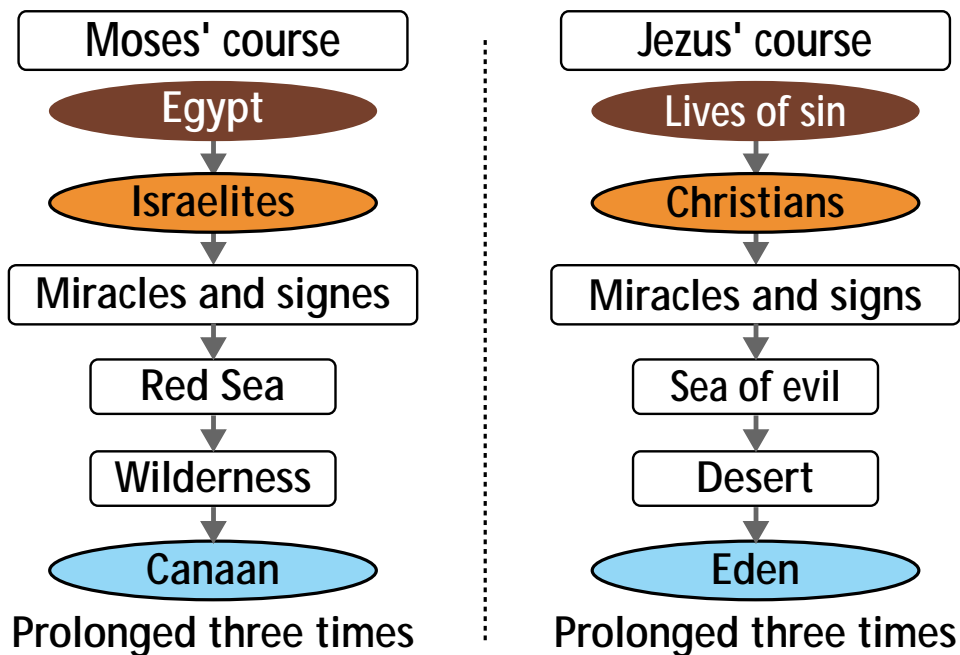 Moses' course
Egypt
Israelites
Miracles and signes
Red Sea
Wilderness
Canaan
Prolonged three times
Jezus' course
Lives of sin
Christians
Miracles and signs
Sea of evil
Desert
Eden
Prolonged three times